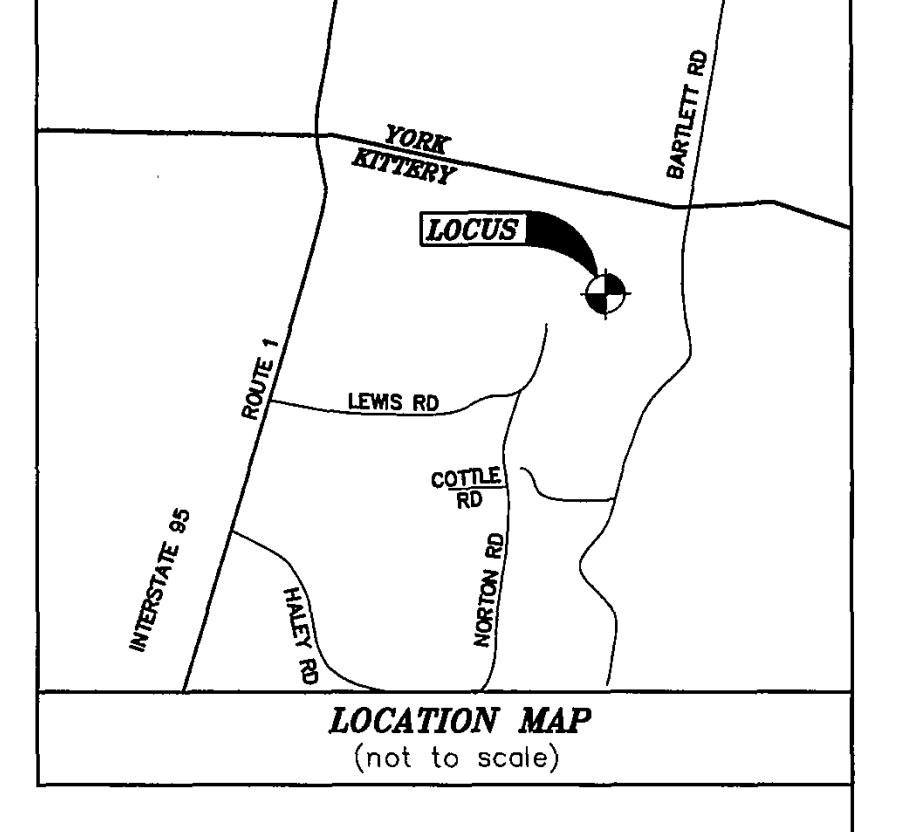 BARTLETT RD
YORK
KITTERY
LOCUS
ROUTE 1
LEWIS RD
COTTLE
RD
INTERSTATE 95
NORTON RD
HALEY RD
LOCATION MAP
(not to scale)